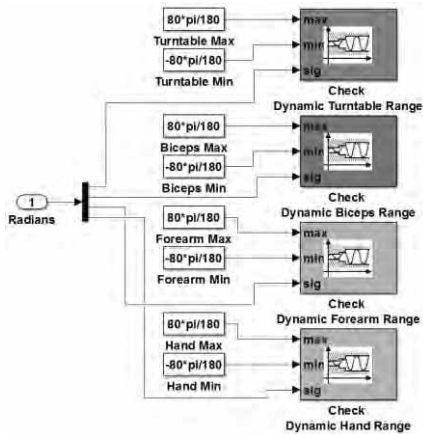 80*pi/180
Turntable Max
-80*pi/180
Turntable Min
max
min
sig
Check
Dynamic Turntable Range
80*pi/180
Biceps Max
-80*pi/180
Biceps Min
max
min
sig
Check
Dynamic Biceps Range
1
Radians
80*pi/180
Forearm Max
-80*pi/180
Forearm Min
max
min
sig
Check
Dynamic Forearm Range
80*pi/180
Hand Max
-80*pi/180
Hand Min
max
min
sig
Check
Dynamic Hand Range